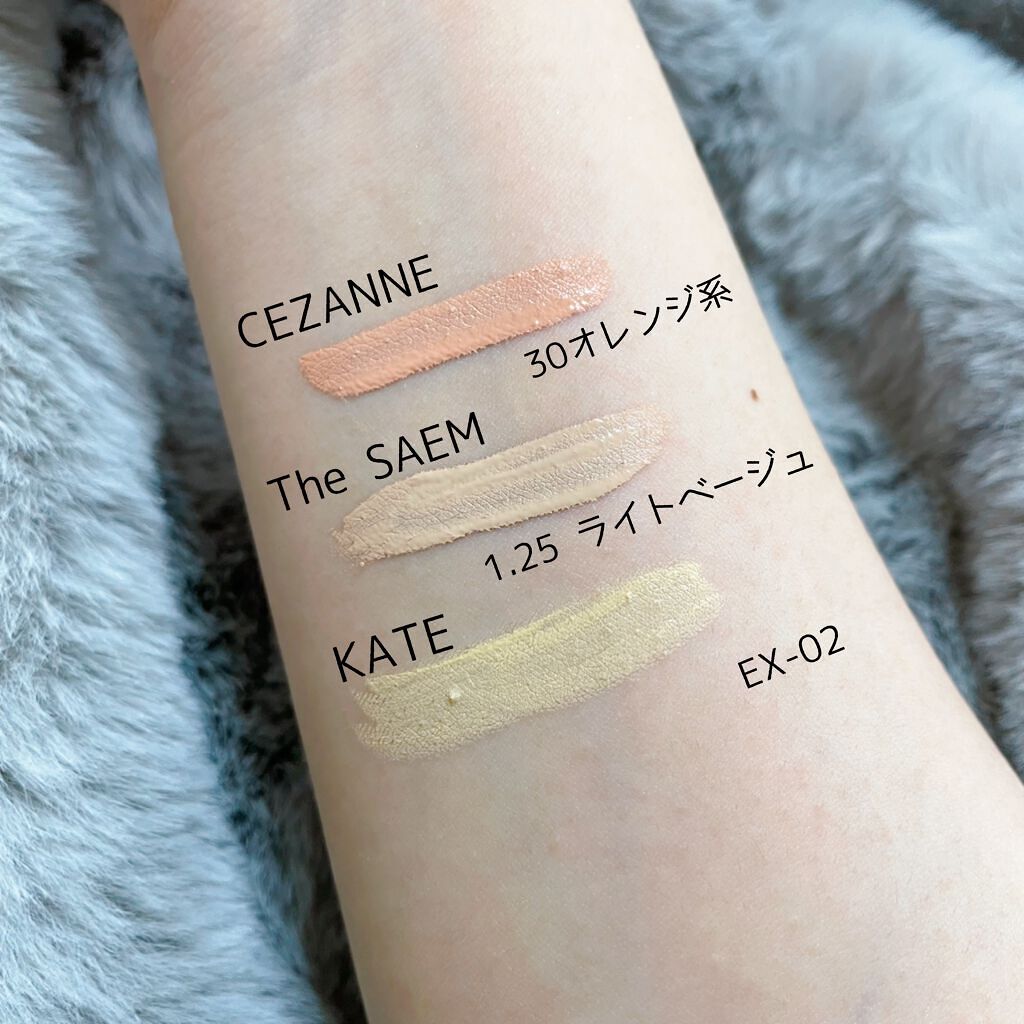 CEZANNE
30オレンジ系
The SAEM
1.25 ライトベージュ
KATE
EX-02